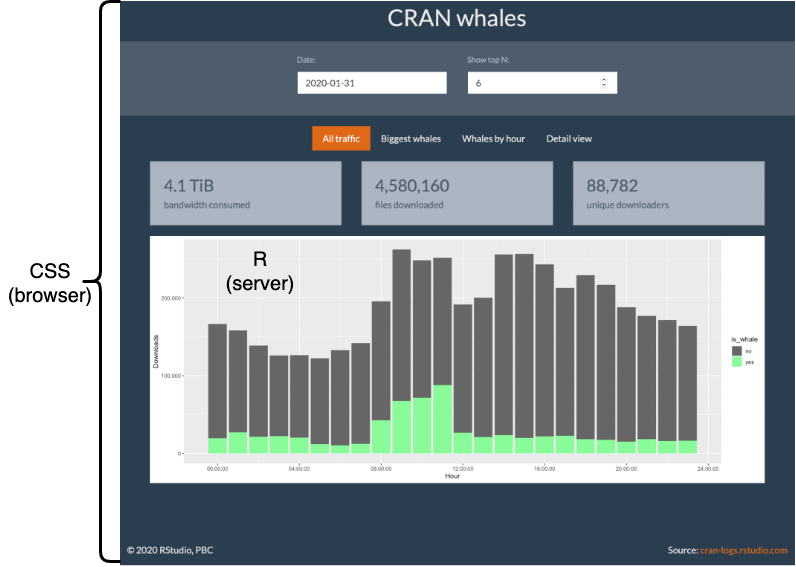 CRAN whales
Date:
Show top N:
2020-01-31
6
All traffic
Biggest whales
Whales by hour
Detail view
4.1 TiB
bandwidth consumed
4,580,160
files downloaded
88,782
unique downloaders
CSS
(browser)
R
(server)
Downloads
200,000
100,000
0
00:00:00
04:00:00
08:00:00
12:00:00
16:00:00
20:00:00
24:00:00
Hour
is_whale
no
yes
© 2020 RStudio, PBC
Source: cran-logs.rstudio.com